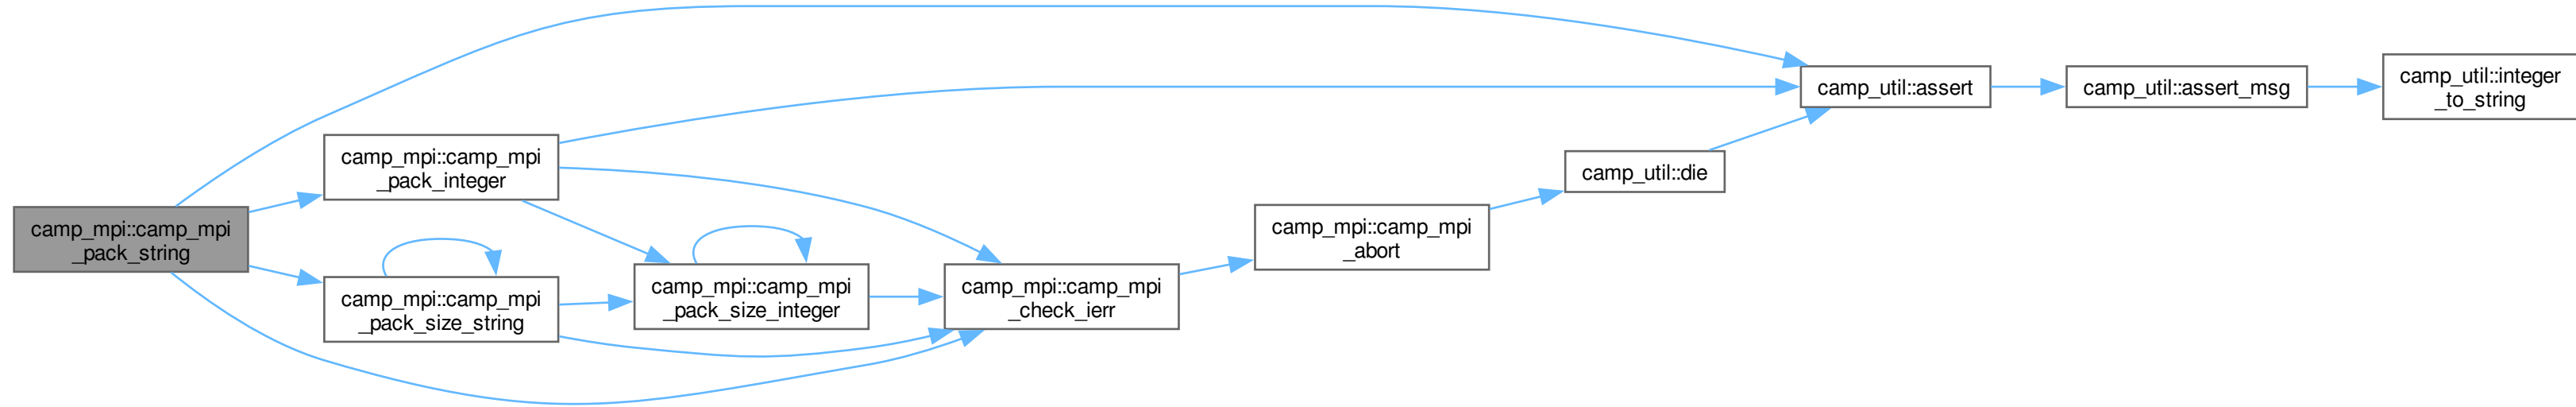 camp_mpi::camp_mpi
_pack_string
camp_mpi::camp_mpi
_pack_integer
camp_mpi::camp_mpi
_pack_size_string
camp_mpi::camp_mpi
_pack_size_integer
camp_mpi::camp_mpi
_check_ierr
camp_mpi::camp_mpi
_abort
camp_util::die
camp_util::assert
camp_util::assert_msg
camp_util::integer
_to_string